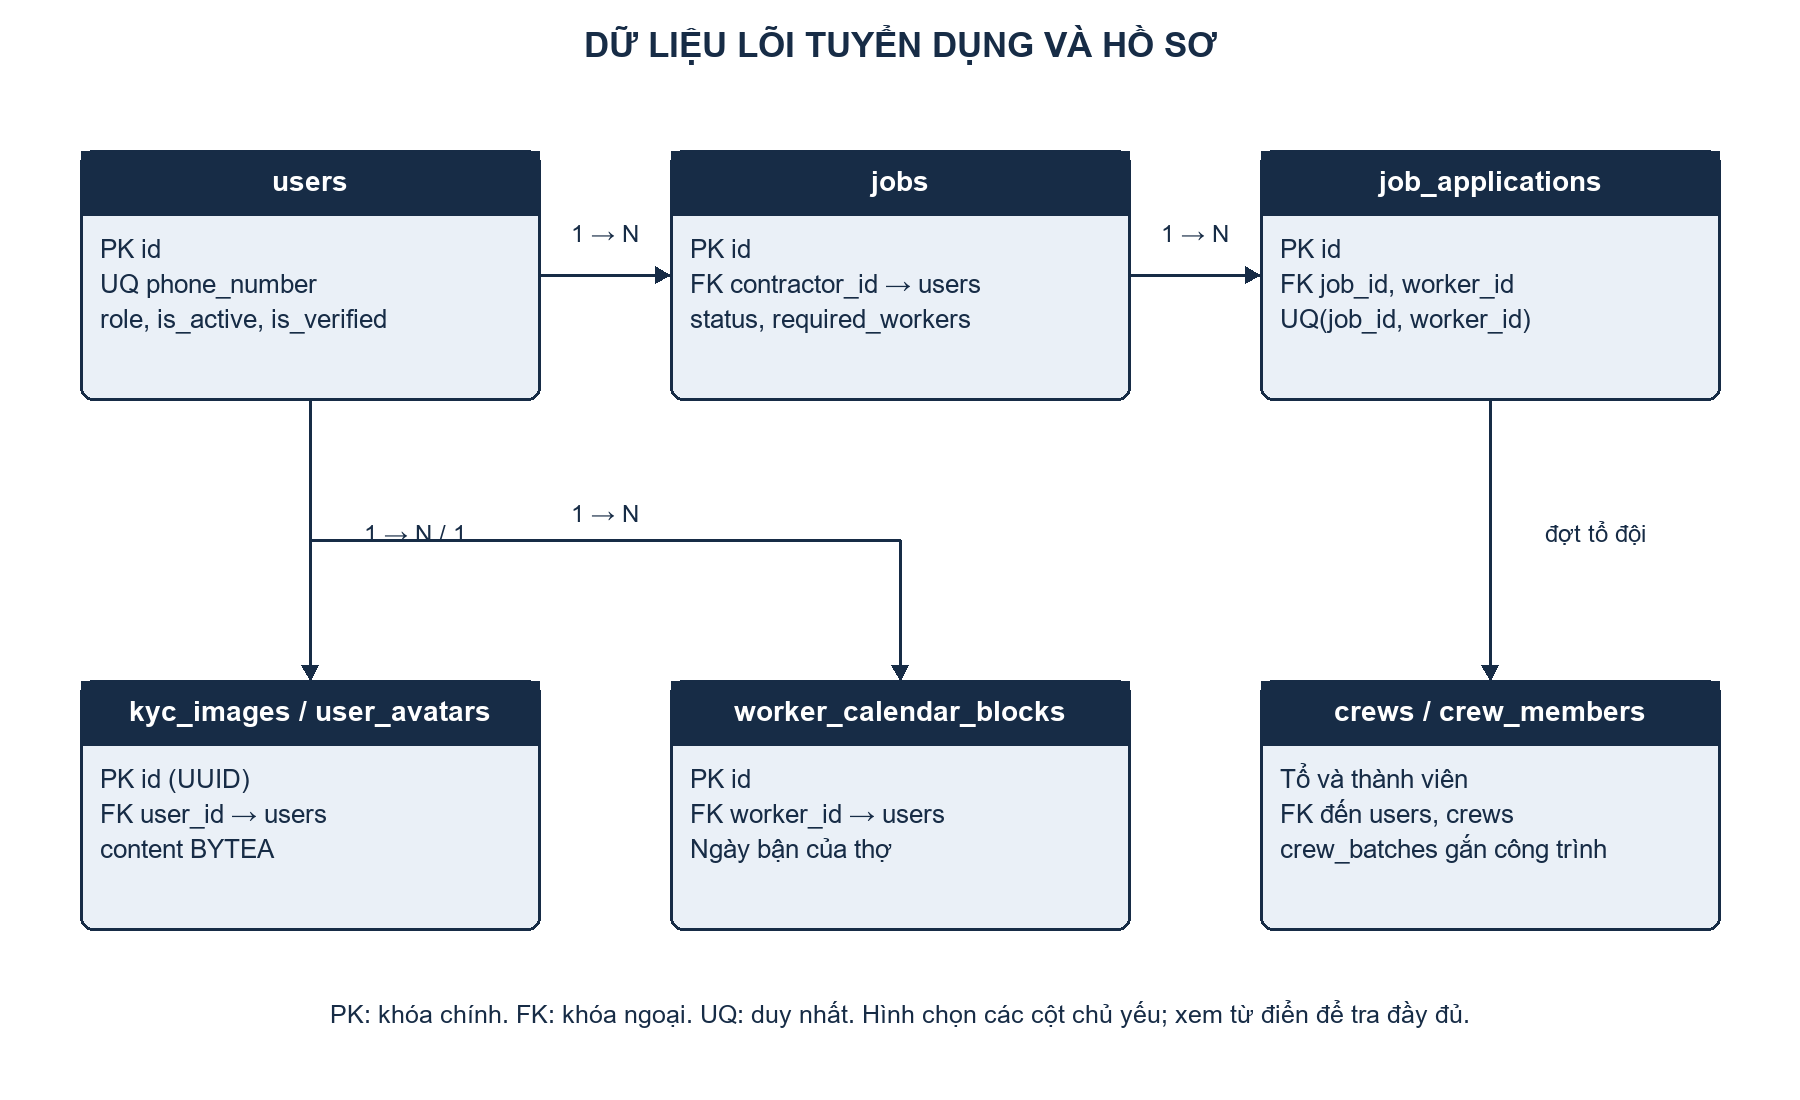 DỮ LIỆU LÕI TUYỂN DỤNG VÀ HỒ SƠ
users
PK id
UQ phone_number
role, is_active, is_verified
1 → N
jobs
PK id
FK contractor_id → users
status, required_workers
1 → N
job_applications
PK id
FK job_id, worker_id
UQ(job_id, worker_id)
1 → N / 1
1 → N
đợt tổ đội
kyc_images / user_avatars
PK id (UUID)
FK user_id → users
content BYTEA
worker_calendar_blocks
PK id
FK worker_id → users
Ngày bận của thợ
crews / crew_members
Tổ và thành viên
FK đến users, crews
crew_batches gắn công trình
PK: khóa chính. FK: khóa ngoại. UQ: duy nhất. Hình chọn các cột chủ yếu; xem từ điển để tra đầy đủ.